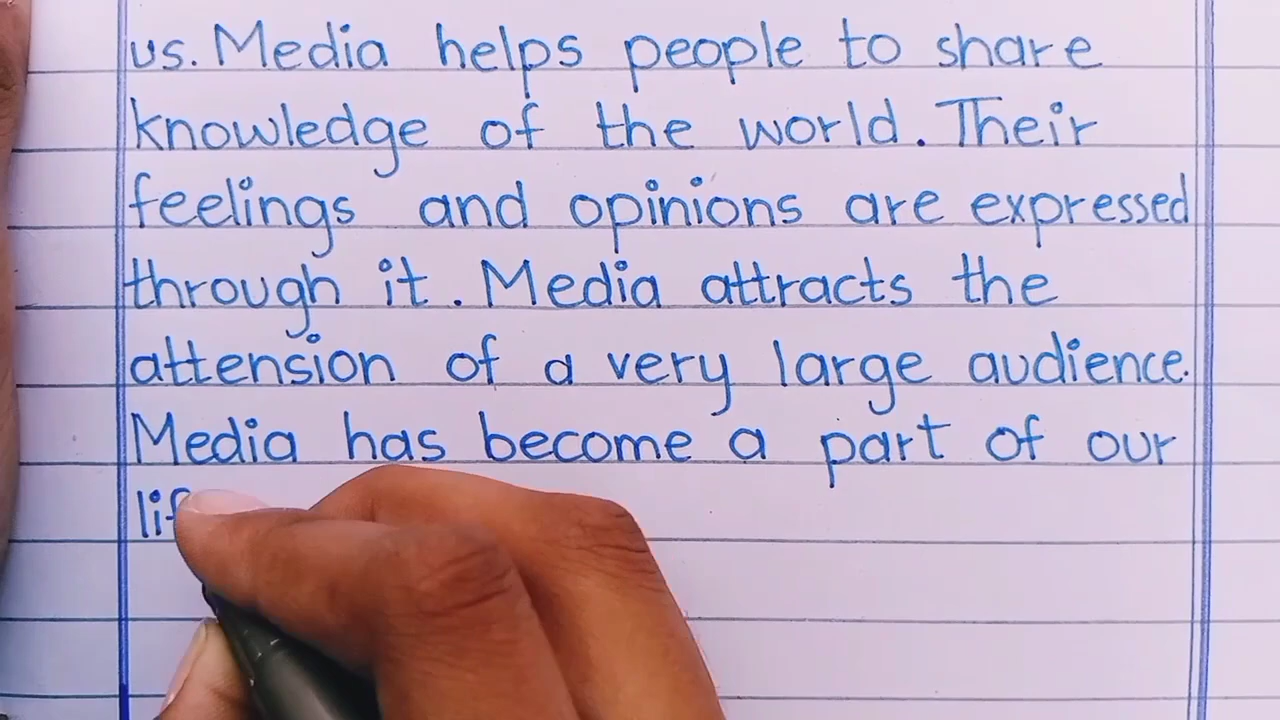 us. Media helps people to share
knowledge of the world. Their
feelings and opinions are expressed
through it. Media attracts the
attension of a very large audience.
Media has become a part of our